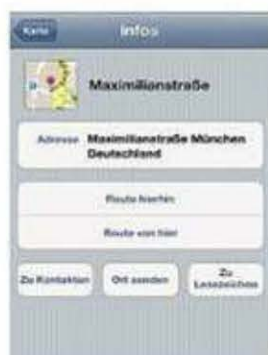 Karte Infos
Maximilianstraße
Adresse Maximilianstraße München
Deutschland
Route hierhin
Route von hier
Zu Kontakten Ort senden Zu
Lesezeichen